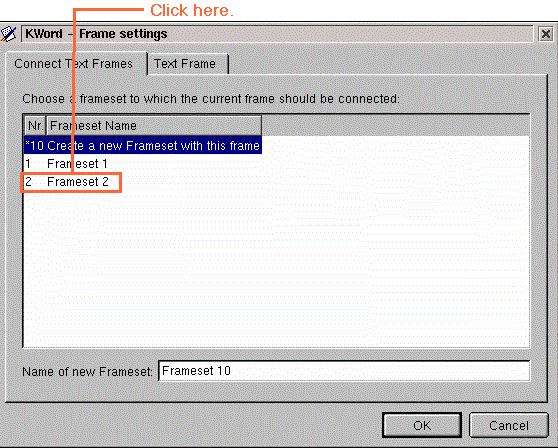 Click here.
KWord - Frame settings
Connect Text Frames Text Frame
Choose a frameset to which the current frame should be connected:
Nr. Frameset Name
*10 Create a new Frameset with this frame
1 Frameset 1
2 Frameset 2
Name of new Frameset: Frameset 10
OK Cancel